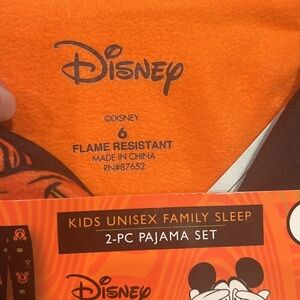 Disney
©DISNEY
6
FLAME RESISTANT
MADE IN CHINA
RN#87652
KIDS UNISEX FAMILY SLEEP
2-PC PAJAMA SET
Disney